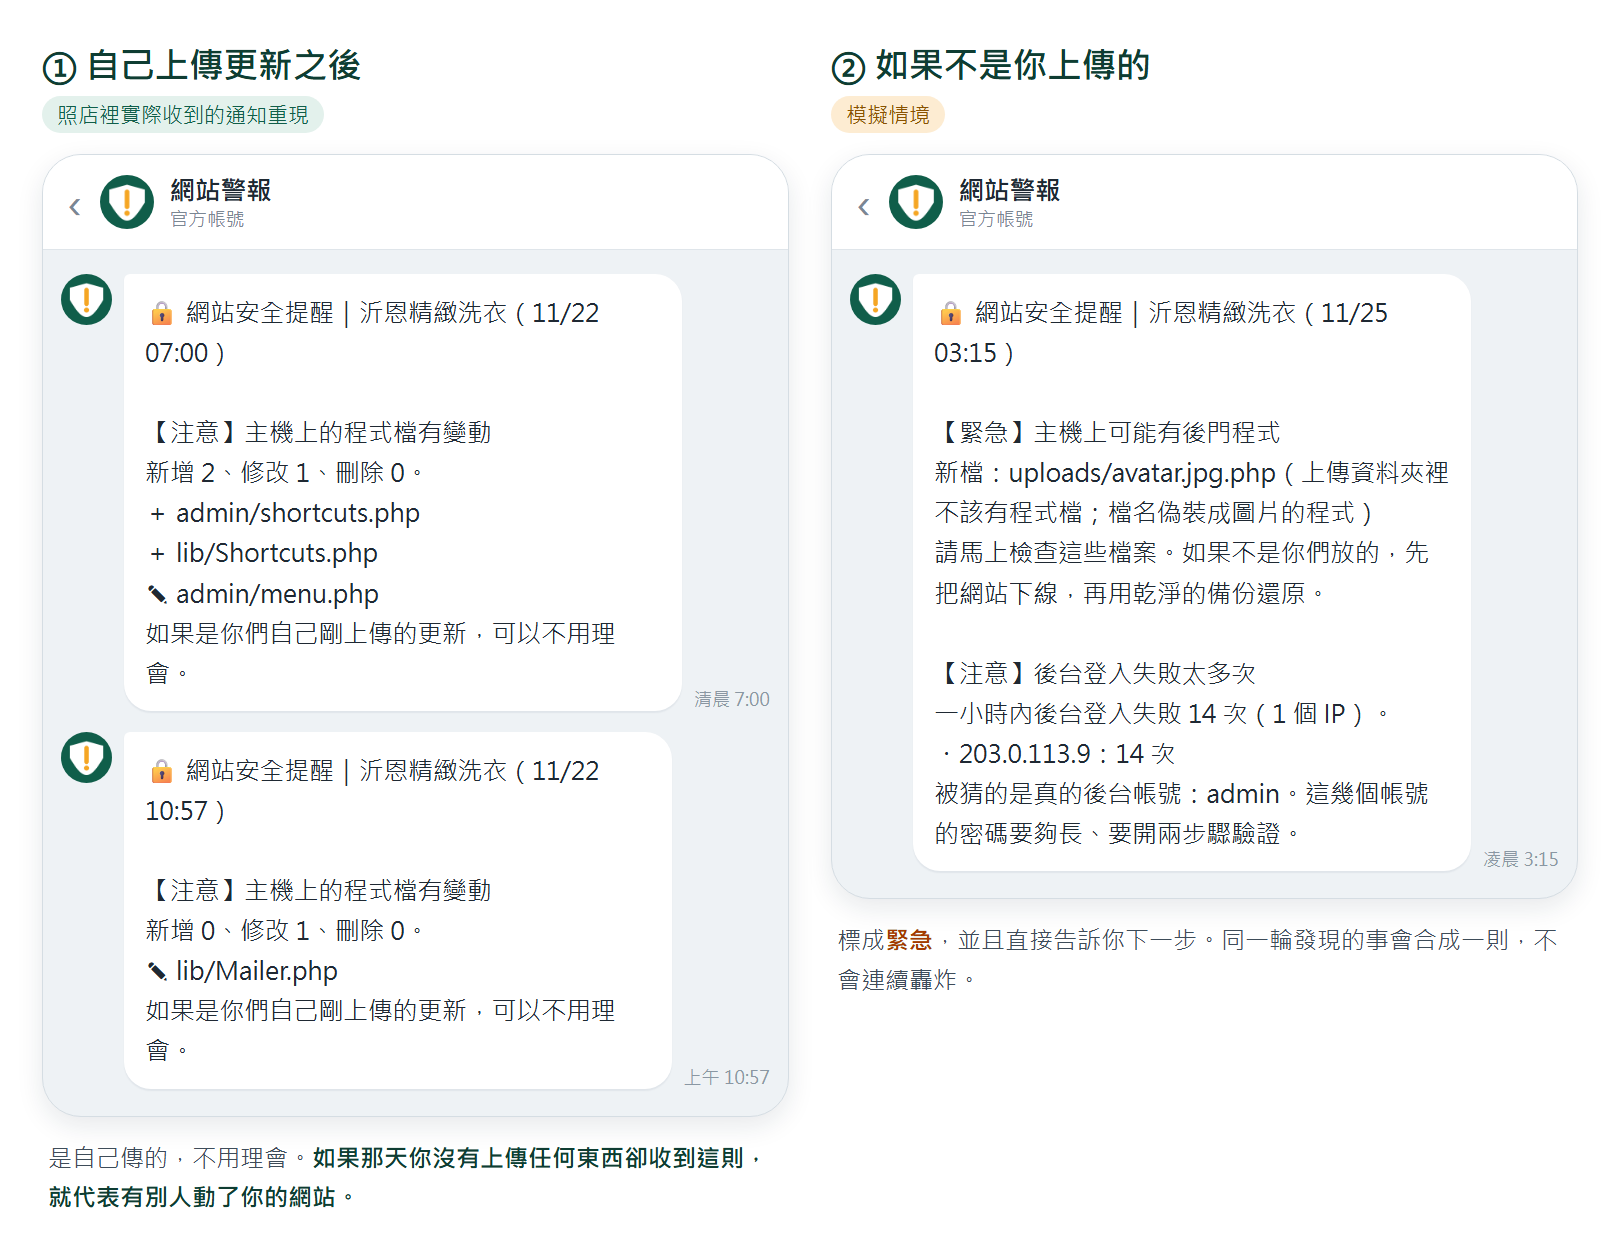 ① 自己上傳更新之後
照店裡實際收到的通知重現
網站警報
官方帳號
🔒 網站安全提醒｜沂恩精緻洗衣（11/22
07:00）
【注意】主機上的程式檔有變動
新增 2、修改 1、刪除 0。
＋ admin/shortcuts.php
＋ lib/Shortcuts.php
✎ admin/menu.php
如果是你們自己剛上傳的更新，可以不用理
會。
清晨 7:00
🔒 網站安全提醒｜沂恩精緻洗衣（11/22
10:57）
【注意】主機上的程式檔有變動
新增 0、修改 1、刪除 0。
✎ lib/Mailer.php
如果是你們自己剛上傳的更新，可以不用理
會。
上午 10:57
是自己傳的，不用理會。如果那天你沒有上傳任何東西卻收到這則，
就代表有別人動了你的網站。
② 如果不是你上傳的
模擬情境
網站警報
官方帳號
🔒 網站安全提醒｜沂恩精緻洗衣（11/25
03:15）
【緊急】主機上可能有後門程式
新檔：uploads/avatar.jpg.php（上傳資料夾裡
不該有程式檔；檔名偽裝成圖片的程式）
請馬上檢查這些檔案。如果不是你們放的，先
把網站下線，再用乾淨的備份還原。
【注意】後台登入失敗太多次
一小時內後台登入失敗 14 次（1 個 IP）。
・203.0.113.9：14 次
被猜的是真的後台帳號：admin。這幾個帳號
的密碼要夠長、要開兩步驟驗證。
凌晨 3:15
標成緊急，並且直接告訴你下一步。同一輪發現的事會合成一則，不
會連續轟炸。